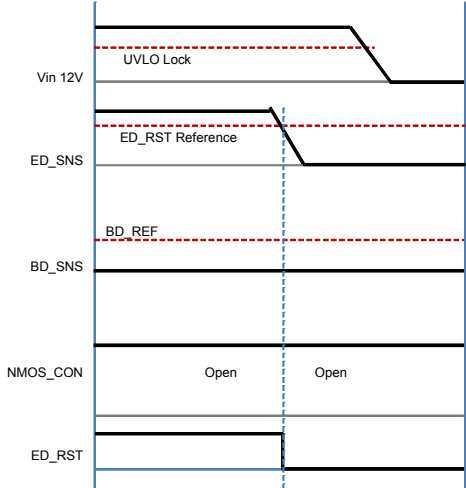 UVLO Lock
Vin 12V
ED_RST Reference
ED_SNS
BD_REF
BD_SNS
NMOS_CON Open Open
ED_RST